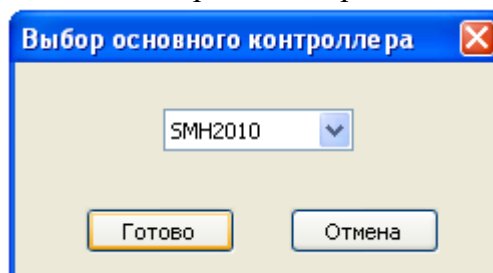 Выбор основного контроллера
SMH2010
Готово
Отмена